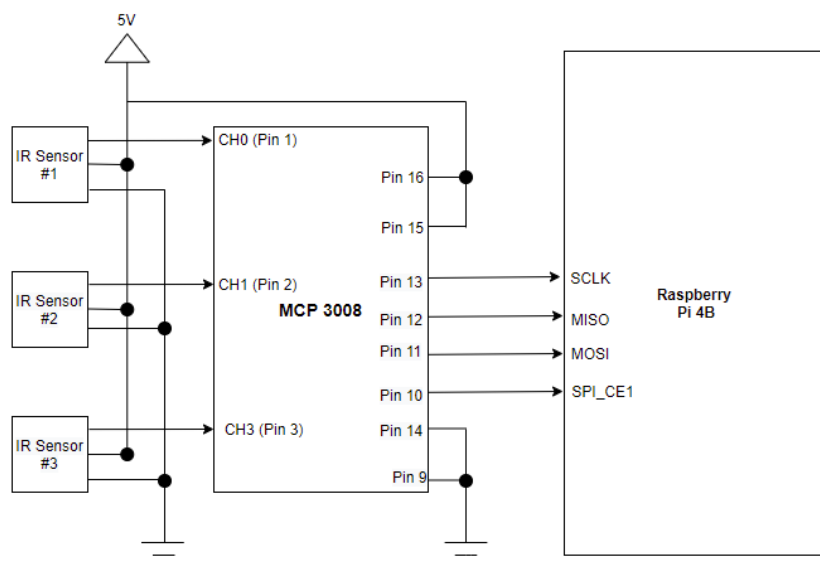 5V
IR Sensor
#1
CH0 (Pin 1)
Pin 16
Pin 15
IR Sensor
#2
CH1 (Pin 2)
MCP 3008
Pin 13
Pin 12
Pin 11
Pin 10
Pin 14
Pin 9
IR Sensor
#3
CH3 (Pin 3)
SCLK
MISO
MOSI
SPI_CE1
Raspberry
Pi 4B